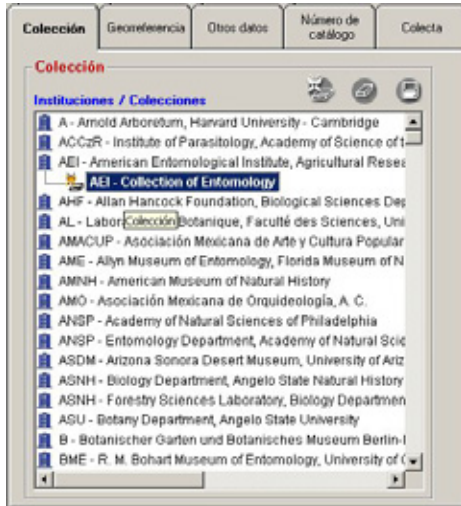 Colección
Georreferencia
Otros datos
Número de
catálogo
Colecta
Colección
Instituciones / Colecciones
A - Arnold Arboretum, Harvard University - Cambridge
ACCzR - Institute of Parasitology, Academy of Science of t
AEI - American Entomological Institute, Agricultural Resea
AEI - Collection of Entomology
AHF - Allan Hancock Foundation, Biological Sciences Dep
AL - Labor Colección Botanique, Faculté des Sciences, Uni
AMACUP - Asociación Mexicana de Arte y Cultura Popular
AME - Allyn Museum of Entomology, Florida Museum of N
AMNH - American Museum of Natural History
AMO - Asociación Mexicana de Orquideología, A. C.
ANSP - Academy of Natural Sciences of Philadelphia
ANSP - Entomology Department, Academy of Natural Scie
ASDM - Arizona Sonora Desert Museum, University of Ariz
ASNH - Biology Department, Angelo State Natural History
ASNH - Forestry Sciences Laboratory, Biology Departmen
ASU - Botany Department, Angelo State University
B - Botanischer Garten und Botanisches Museum Berlin-
BME - R. M. Bohart Museum of Entomology, University of